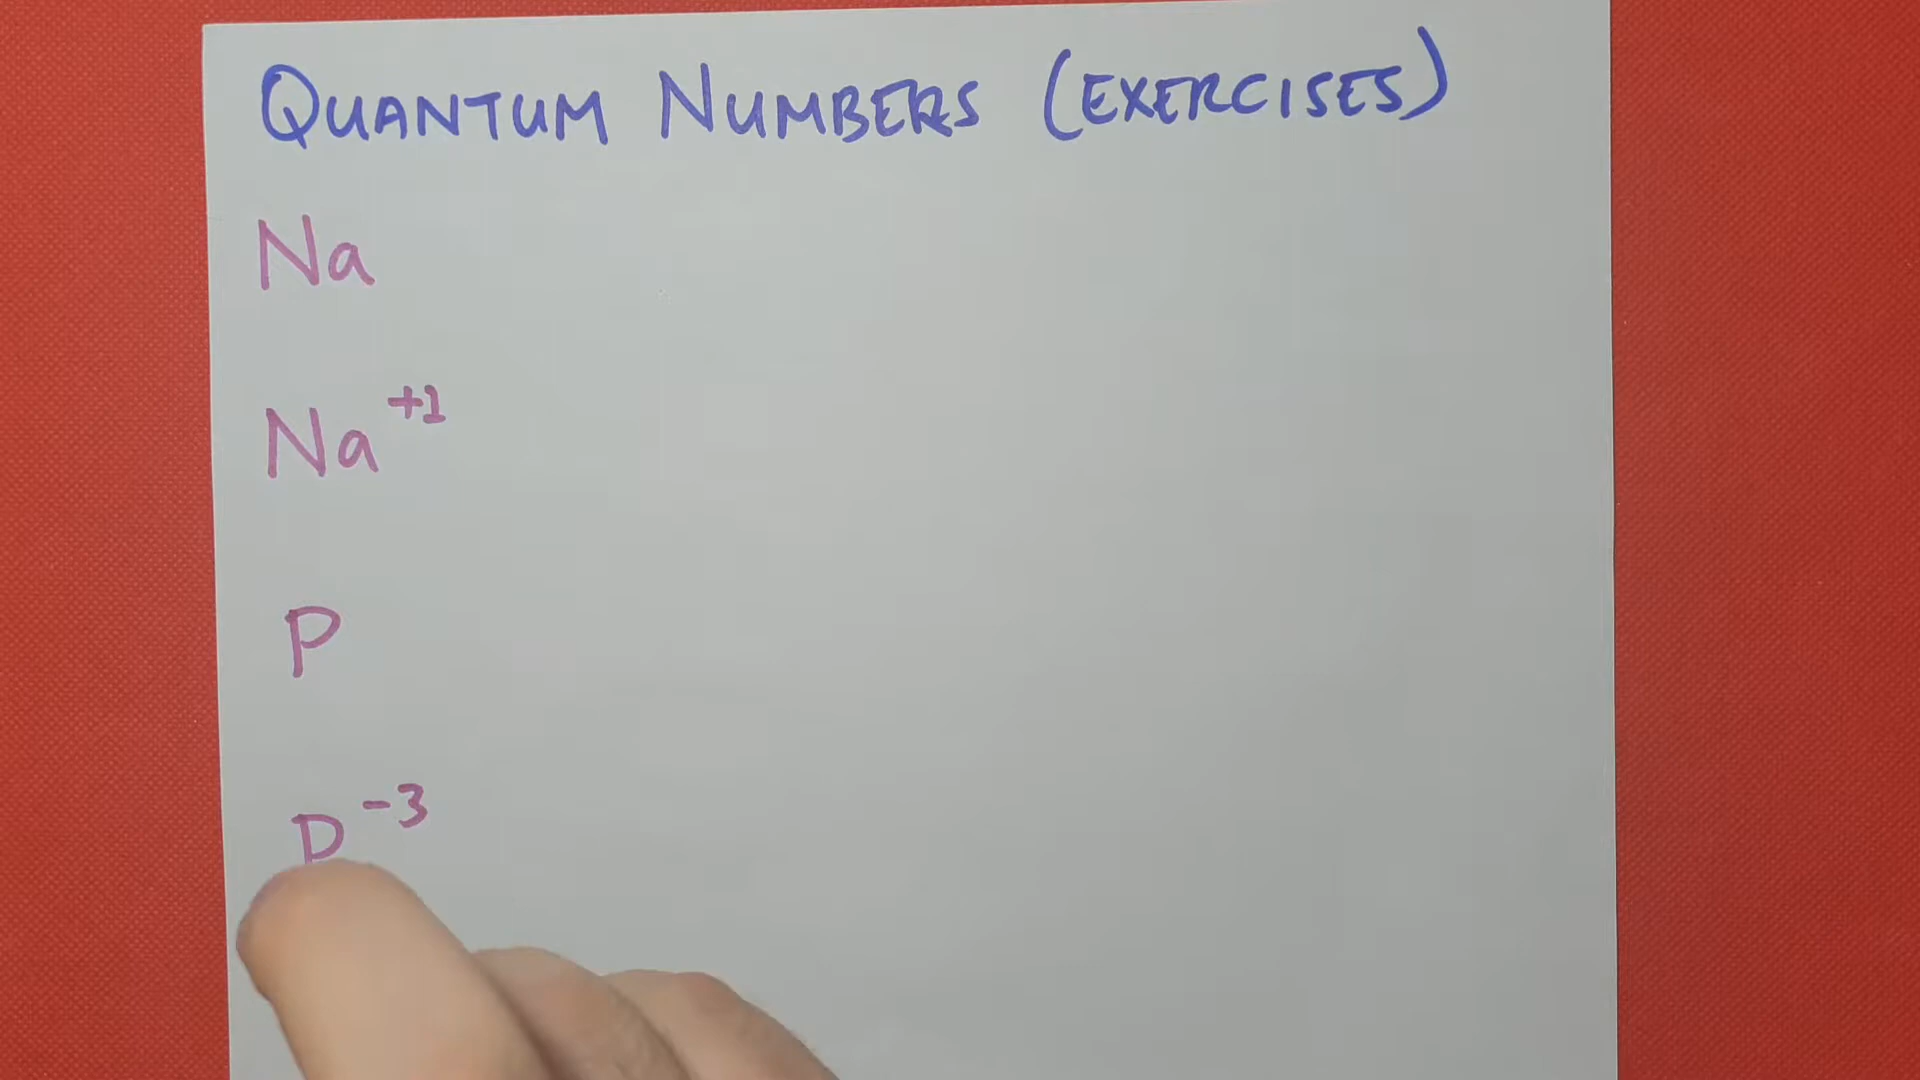 QUANTUM NUMBERS (EXERCISES)
Na
Na +1
P
P -3